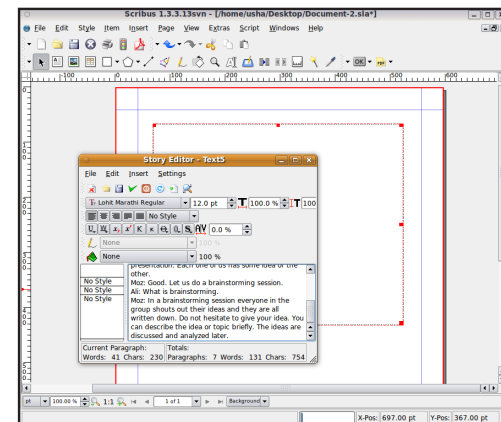 Scribus 1.3.3.13svn - [/home/usha/Desktop/Document-2.sla*]
File Edit Style Item Insert Page View Extras Script Windows Help
-100 0 100 200 300 400 500 600
Story Editor - Text5
File Edit Insert Settings
Lohit Marathi Regular 12.0 pt 100.0 % 100
No Style
0.0 %
None 100 %
None 100 %
presentation. Each one of us has some idea of the
other.
No Style Moz: Good. Let us do a brainstorming session.
No Style Ali: What is brainstorming.
No Style Moz: In a brainstorming session everyone in the
group shouts out their ideas and they are all
written down. Do not hesitate to give your idea. You
can describe the idea or topic briefly. The ideas are
discussed and analyzed later.
Current Paragraph: Totals:
Words: 41 Chars: 230 Paragraphs: 7 Words: 131 Chars: 754
pt 100.00 % 1:1 1 of 1 Background
X-Pos: 697.00 pt Y-Pos: 367.00 pt